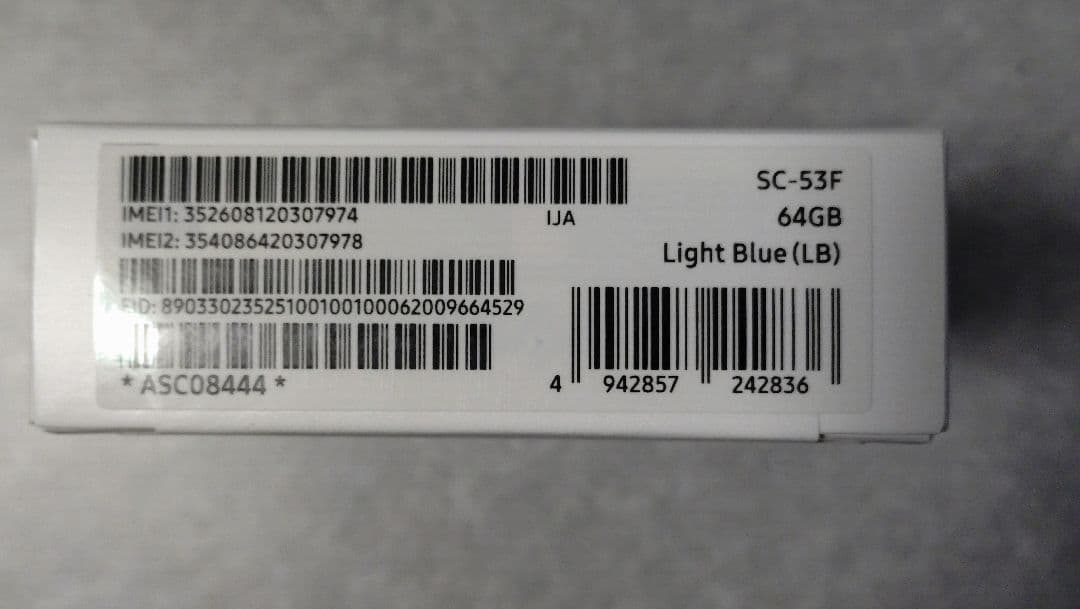 IMEI1: 352608120307974
IJA
IMEI2: 354086420307978
EID: 89033023525100100100062009664529
* ASC08444 *
SC-53F
64GB
Light Blue (LB)
4 942857 242836